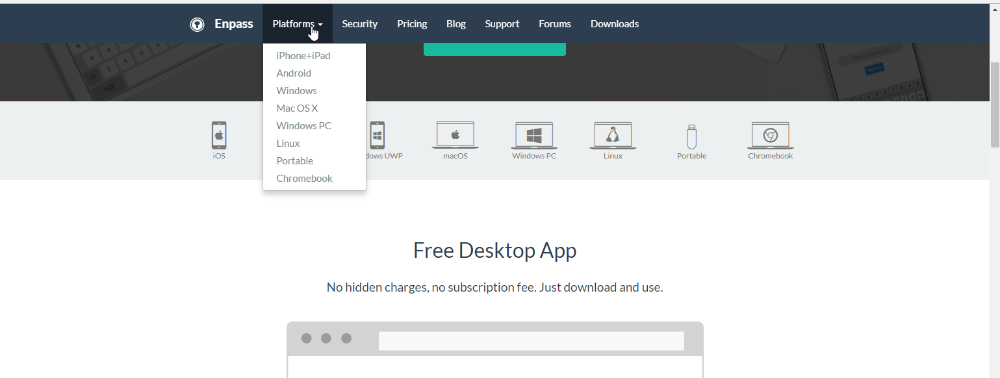 Enpass Platforms Security Pricing Blog Support Forums Downloads
iPhone+iPad
Android
Windows
Mac OS X
Windows PC
Linux
Portable
Chromebook
iOS dows UWP macOS Windows PC Linux Portable Chromebook
Free Desktop App
No hidden charges, no subscription fee. Just download and use.